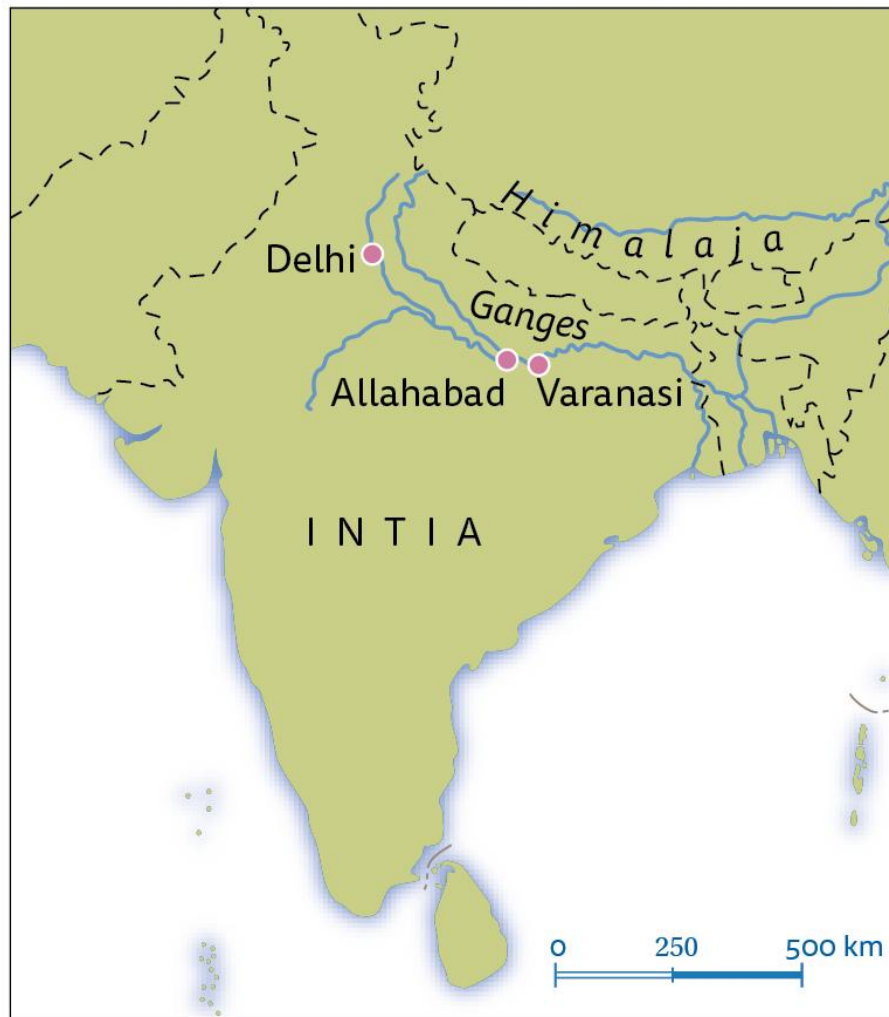 Himalaja
Delhi
Ganges
Allahabad
Varanasi
INTIA
0 250 500 km